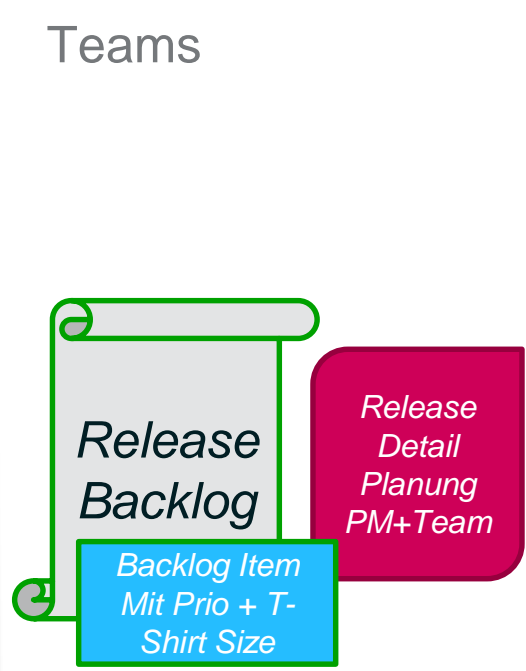 Teams
Release
Backlog
Release
Detail
Planung
PM+Team
Backlog Item
Mit Prio + T-
Shirt Size